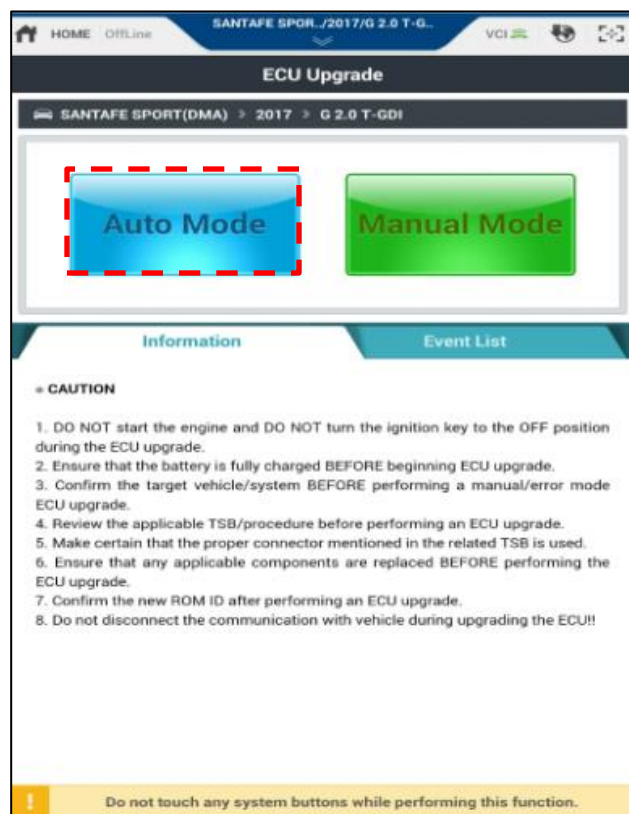 HOME OffLine SANTAFE SPOR../2017/G 2.0 T-G.. VCI
ECU Upgrade
SANTAFE SPORT(DMA) > 2017 > G 2.0 T-GDI
Auto Mode Manual Mode
Information Event List
CAUTION
1. DO NOT start the engine and DO NOT turn the ignition key to the OFF position
during the ECU upgrade.
2. Ensure that the battery is fully charged BEFORE beginning ECU upgrade.
3. Confirm the target vehicle/system BEFORE performing a manual/error mode
ECU upgrade.
4. Review the applicable TSB/procedure before performing an ECU upgrade.
5. Make certain that the proper connector mentioned in the related TSB is used.
6. Ensure that any applicable components are replaced BEFORE performing the
ECU upgrade.
7. Confirm the new ROM ID after performing an ECU upgrade.
8. Do not disconnect the communication with vehicle during upgrading the ECU!!
! Do not touch any system buttons while performing this function.